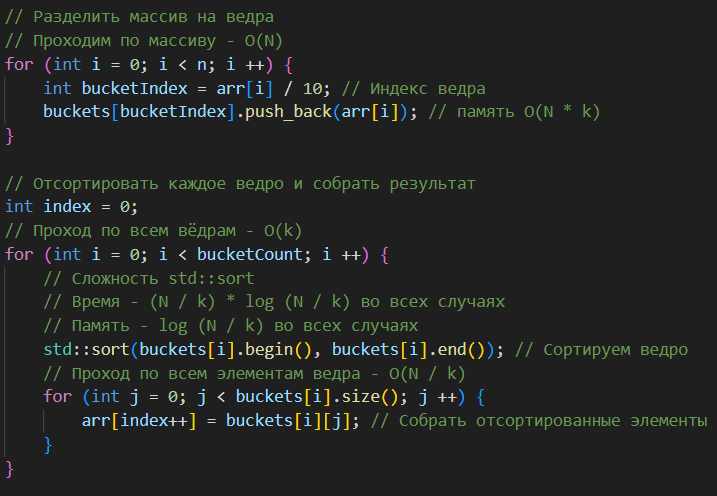 // Разделить массив на ведра
// Проходим по массиву - O(N)
for (int i = 0; i < n; i ++) {
    int bucketIndex = arr[i] / 10; // Индекс ведра
    buckets[bucketIndex].push_back(arr[i]); // память O(N * k)
}

// Отсортировать каждое ведро и собрать результат
int index = 0;
// Проход по всем вёдрам - O(k)
for (int i = 0; i < bucketCount; i ++) {
    // Сложность std::sort
    // Время - (N / k) * log (N / k) во всех случаях
    // Память - log (N / k) во всех случаях
    std::sort(buckets[i].begin(), buckets[i].end()); // Сортируем ведро
    // Проход по всем элементам ведра - O(N / k)
    for (int j = 0; j < buckets[i].size(); j ++) {
        arr[index++] = buckets[i][j]; // Собрать отсортированные элементы
    }
}